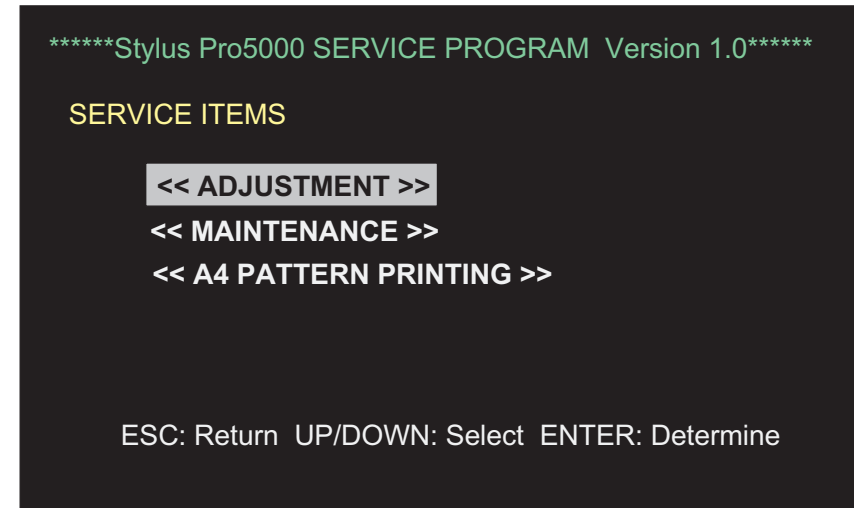 ******Stylus Pro5000 SERVICE PROGRAM Version 1.0******
SERVICE ITEMS
<< ADJUSTMENT >>
<< MAINTENANCE >>
<< A4 PATTERN PRINTING >>
ESC: Return UP/DOWN: Select ENTER: Determine